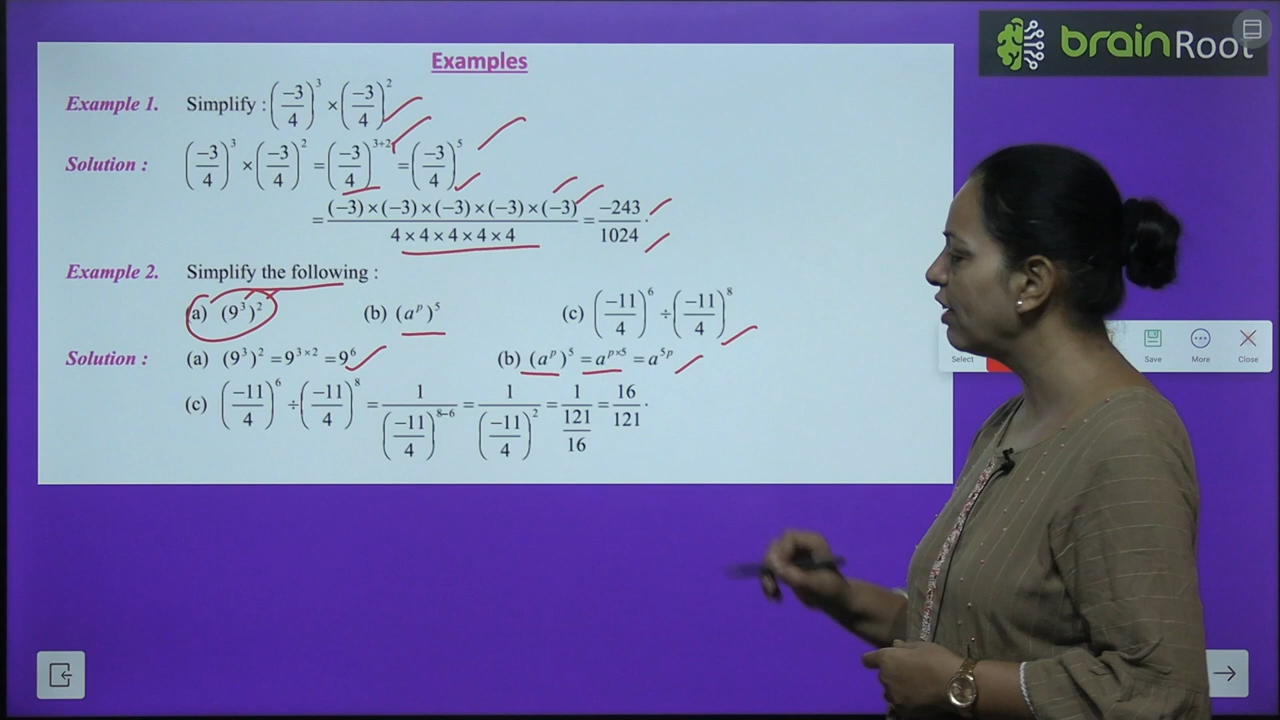 brainRoot
Examples
Example 1. Simplify : (−3/4)³ × (−3/4)²
Solution : (−3/4)³ × (−3/4)² = (−3/4)³⁺² = (−3/4)⁵
= (−3)×(−3)×(−3)×(−3)×(−3) / 4×4×4×4×4 = −243/1024.
Example 2. Simplify the following :
(a) (9³)² (b) (aᵖ)⁵ (c) (−11/4)⁶ ÷ (−11/4)⁸
Solution : (a) (9³)² = 9³ˣ² = 9⁶ (b) (aᵖ)⁵ = aᵖˣ⁵ = a⁵ᵖ
(c) (−11/4)⁶ ÷ (−11/4)⁸ = 1/(−11/4)⁸⁻⁶ = 1/(−11/4)² = 1/(121/16) = 16/121.
Select Save More Close